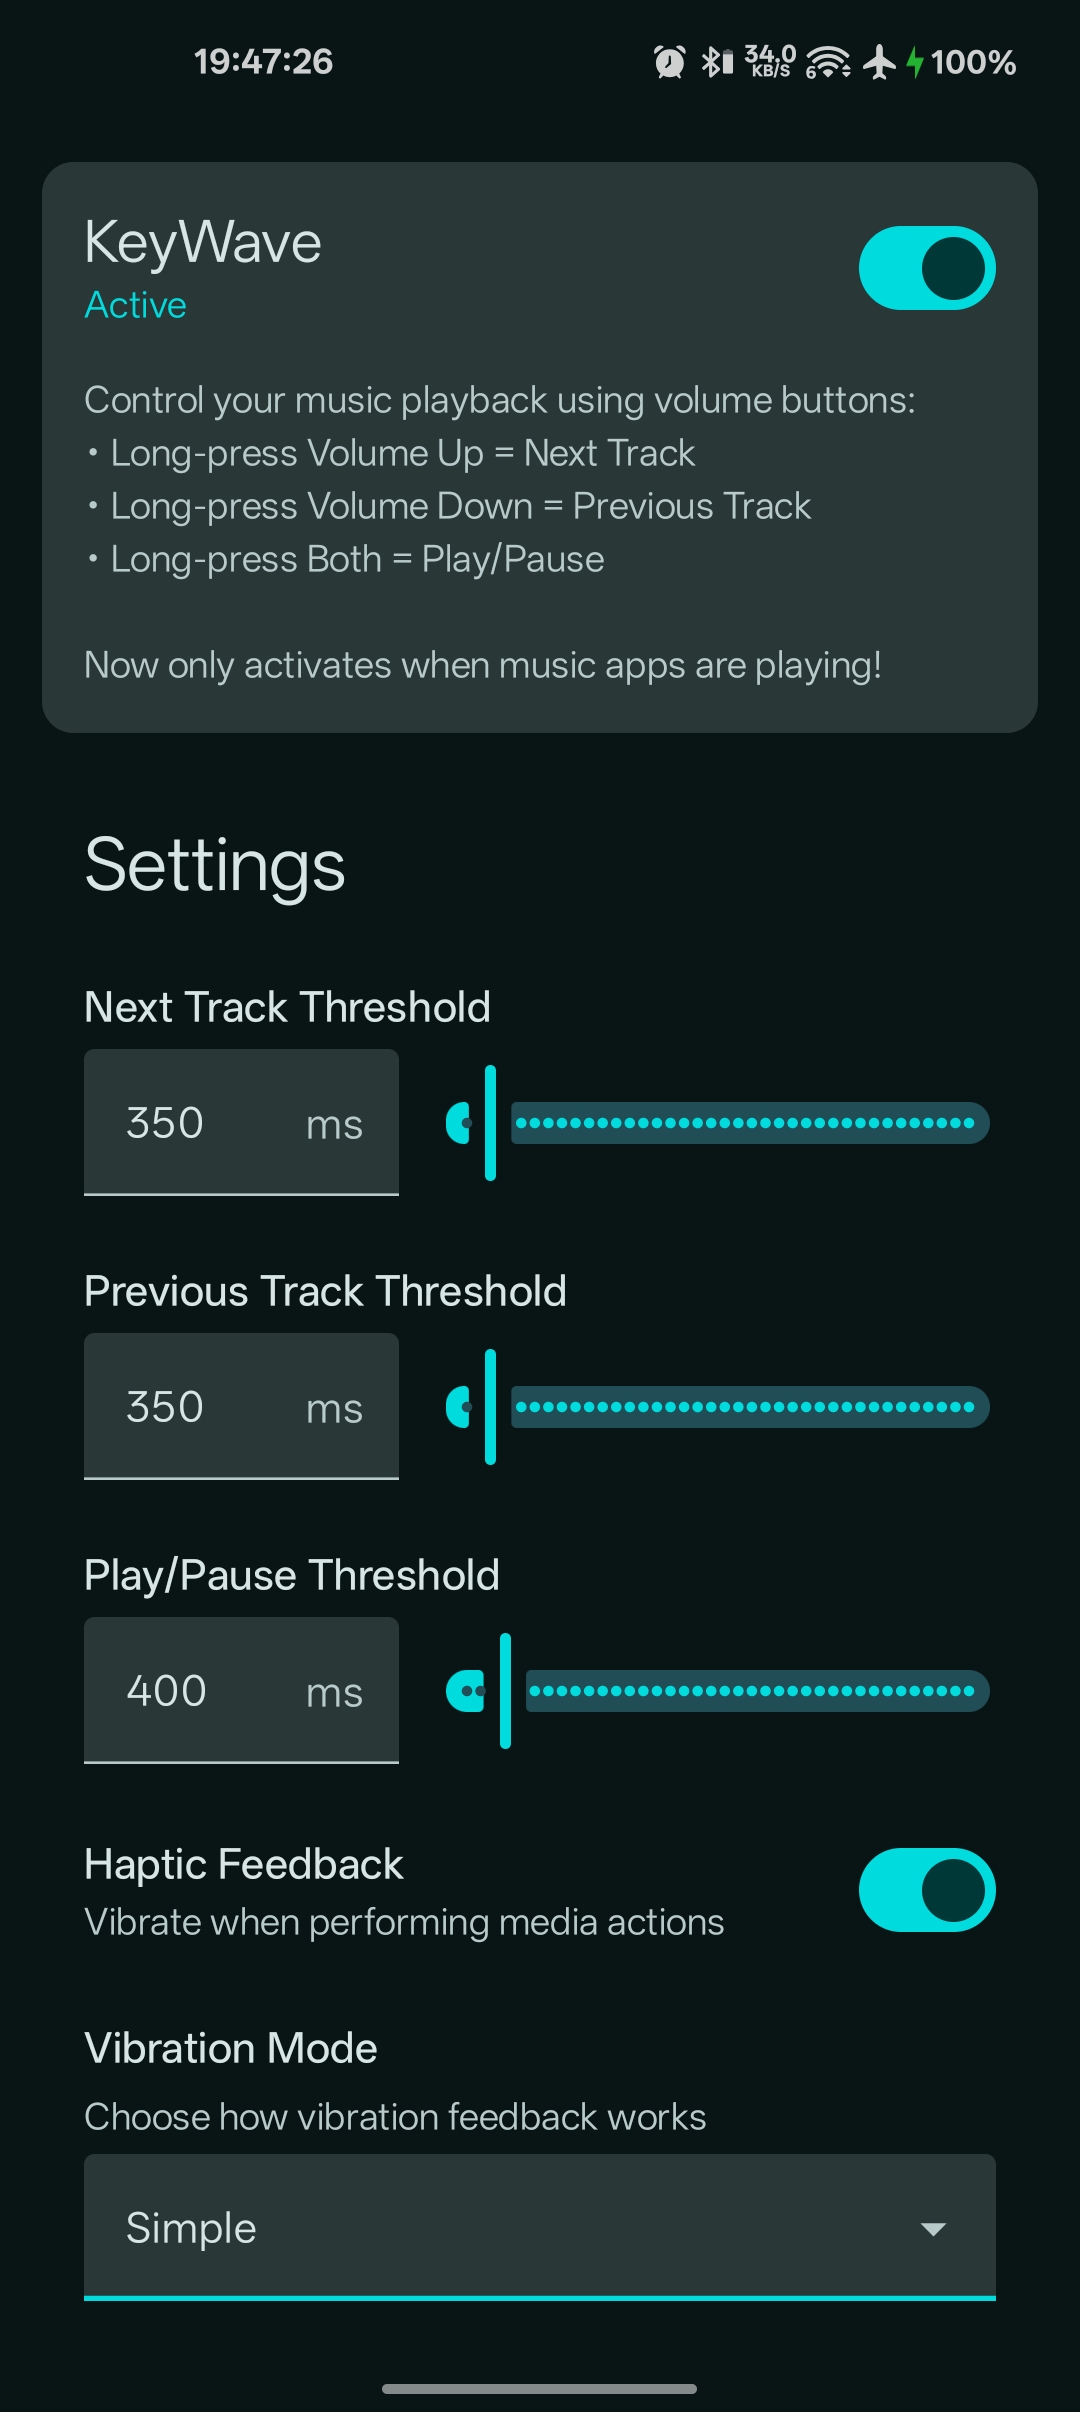 19:47:26
34.0
KB/S
6
100%
KeyWave
Active
Control your music playback using volume buttons:
• Long-press Volume Up = Next Track
• Long-press Volume Down = Previous Track
• Long-press Both = Play/Pause
Now only activates when music apps are playing!
Settings
Next Track Threshold
350 ms
Previous Track Threshold
350 ms
Play/Pause Threshold
400 ms
Haptic Feedback
Vibrate when performing media actions
Vibration Mode
Choose how vibration feedback works
Simple